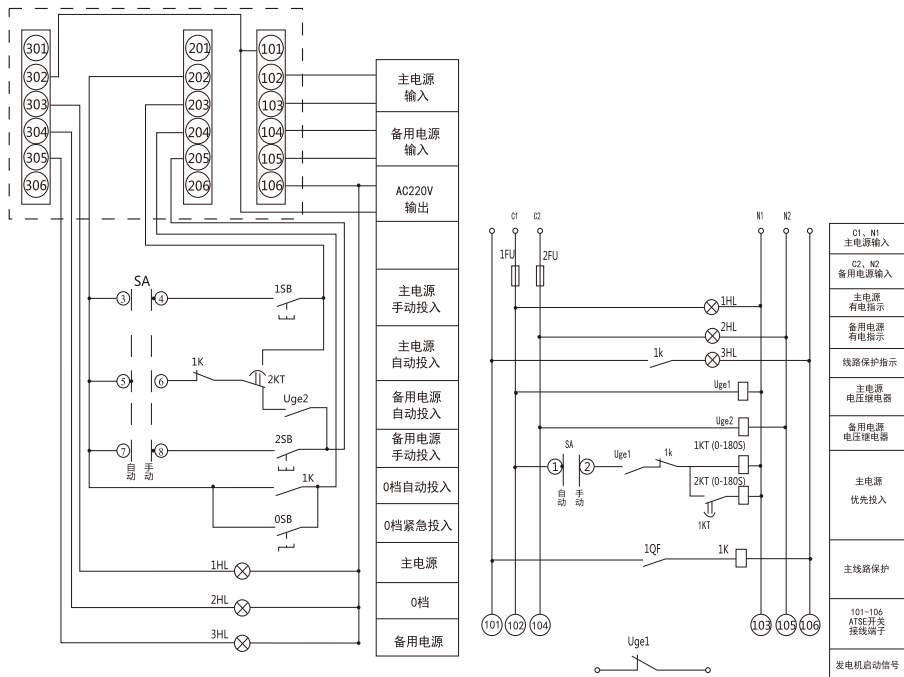 301
302
303
304
305
306
201
202
203
204
205
206
101
102
103
104
105
106
主电源
输入
备用电源
输入
AC220V
输出
主电源
手动投入
主电源
自动投入
备用电源
自动投入
备用电源
手动投入
0档自动投入
0档紧急投入
主电源
0档
备用电源
SA
3
4
1SB
5
6
1K
2KT
Uge2
7
8
2SB
自动
手动
1K
0SB
1HL
2HL
3HL
C1
C2
N1
N2
1FU
2FU
1HL
2HL
1k
3HL
Uge1
Uge2
SA
1
2
Uge1
1k
1KT (0-180S)
2KT (0-180S)
自动
手动
1KT
1QF
1K
101
102
104
103
105
106
Uge1
C1、N1
主电源输入
C2、N2
备用电源输入
主电源
有电指示
备用电源
有电指示
线路保护指示
主电源
电压继电器
备用电源
电压继电器
主电源
优先投入
主线路保护
101-106
ATSE开关
接线端子
发电机启动信号